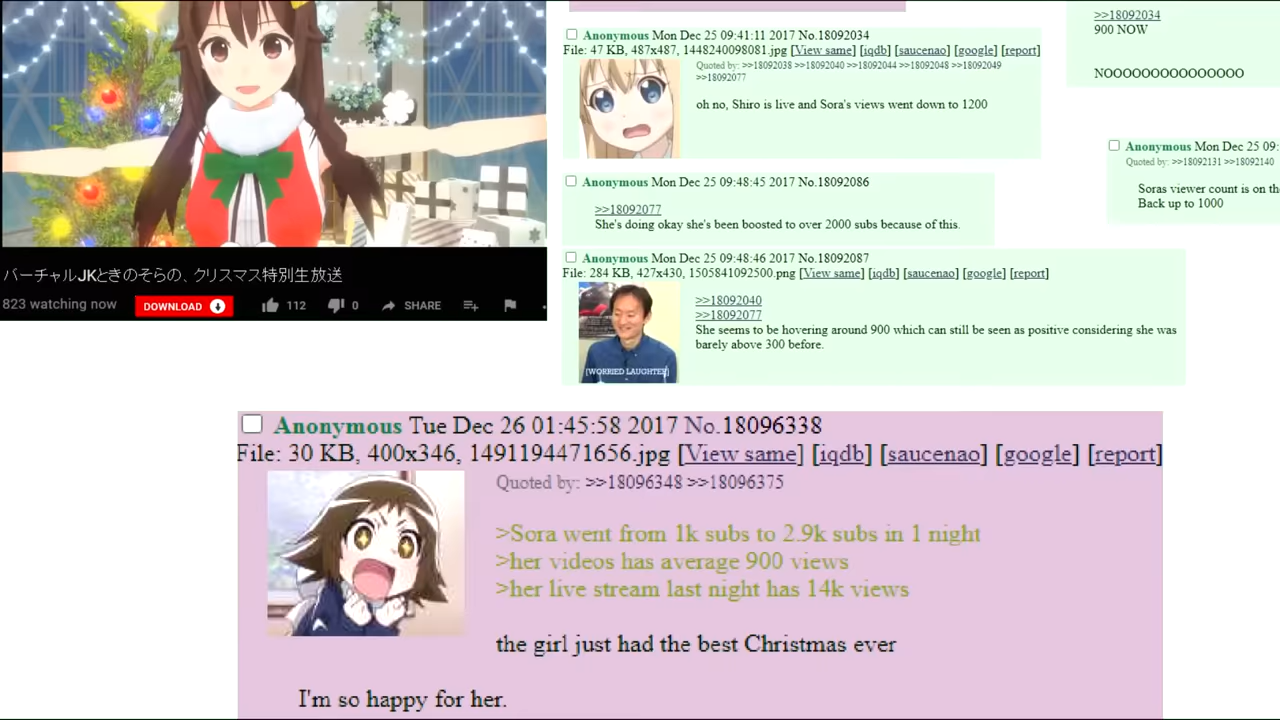 バーチャルJKときのそらの、クリスマス特別生放送
823 watching now
DOWNLOAD
112
0
SHARE
Anonymous Mon Dec 25 09:41:11 2017 No.18092034
File: 47 KB, 487x487, 1448240098081.jpg [View same] [iqdb] [saucenao] [google] [report]
Quoted by: >>18092038 >>18092040 >>18092044 >>18092048 >>18092049
>>18092077
oh no, Shiro is live and Sora's views went down to 1200
Anonymous Mon Dec 25 09:48:45 2017 No.18092086
>>18092077
She's doing okay she's been boosted to over 2000 subs because of this.
Anonymous Mon Dec 25 09:48:46 2017 No.18092087
File: 284 KB, 427x430, 1505841092500.png [View same] [iqdb] [saucenao] [google] [report]
>>18092040
>>18092077
She seems to be hovering around 900 which can still be seen as positive considering she was
barely above 300 before.
[WORRIED LAUGHTER]
>>18092034
900 NOW
NOOOOOOOOOOOOOOO
Anonymous Mon Dec 25 09:
Quoted by: >>18092131 >>18092140
Soras viewer count is on th
Back up to 1000
Anonymous Tue Dec 26 01:45:58 2017 No.18096338
File: 30 KB, 400x346, 1491194471656.jpg [View same] [iqdb] [saucenao] [google] [report]
Quoted by: >>18096348 >>18096375
>Sora went from 1k subs to 2.9k subs in 1 night
>her videos has average 900 views
>her live stream last night has 14k views
the girl just had the best Christmas ever
I'm so happy for her.